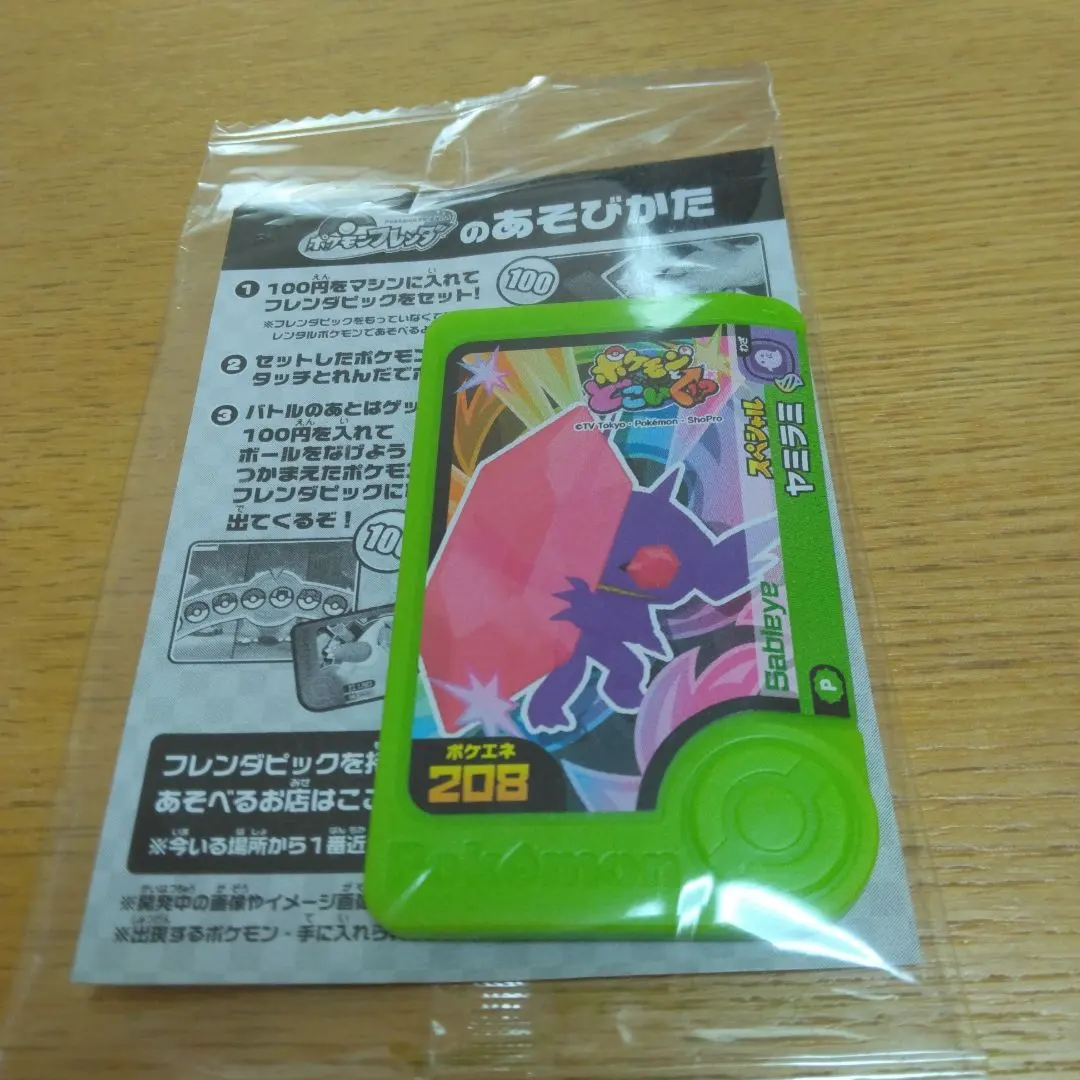 ポケモンフレンダ のあそびかた
1 100円をマシンに入れて
フレンダピックをセット!
100
※フレンダピックをもっていなくて
レンタルポケモンであそべる
2 セットしたポケモン
タッチとれんだで
3 バトルのあとはゲッ
100円を入れて
ボールをなげよう
つかまえたポケモン
フレンダピックに
出てくるぞ!
フレンダピックを
あそべるお店はここ
※今いる場所から1番近
※開発中の画像やイメージ画像
※出現するポケモン・手に入れら
ポケモンとどこいく!?
©TV Tokyo・Pokémon・ShoPro
わざ
スペシャル
ヤミラミ
Sableye
P
ポケエネ
208
Pokémon